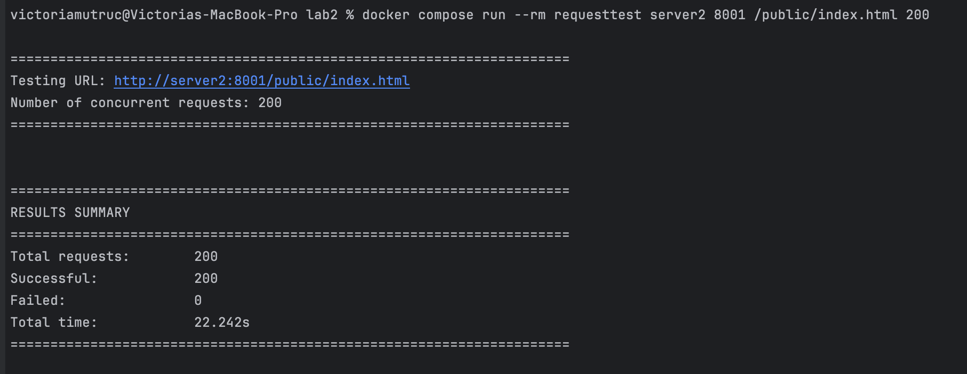 victoriamutruc@Victorias-MacBook-Pro lab2 % docker compose run --rm requesttest server2 8001 /public/index.html 200
======================================================================
Testing URL: http://server2:8001/public/index.html
Number of concurrent requests: 200
======================================================================
======================================================================
RESULTS SUMMARY
======================================================================
Total requests: 200
Successful: 200
Failed: 0
Total time: 22.242s
======================================================================